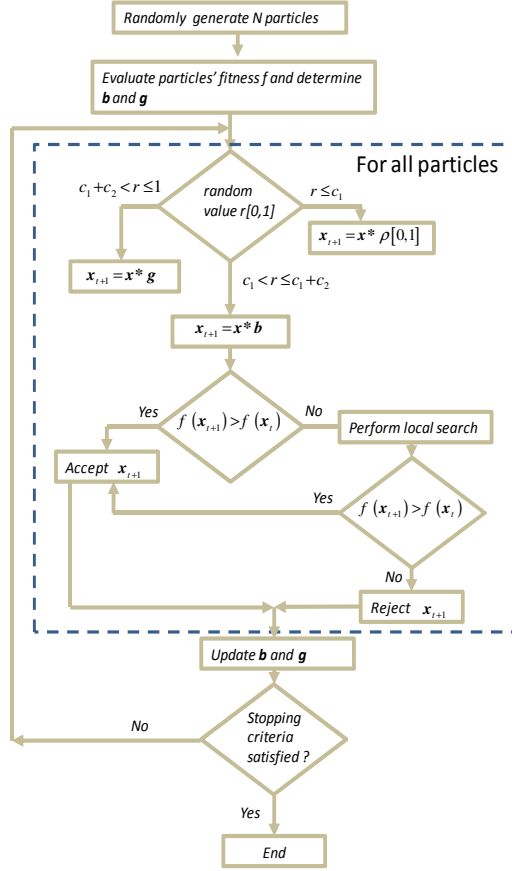 Randomly generate N particles
Evaluate particles' fitness f and determine
b and g
For all particles
c₁+c₂<r≤1
random
value r[0,1]
r≤c₁
xₜ₊₁=x* ρ[0,1]
xₜ₊₁=x* g
c₁<r≤c₁+c₂
xₜ₊₁=x* b
Yes
f(xₜ₊₁)>f(xₜ)
No
Perform local search
Accept xₜ₊₁
Yes
f(xₜ₊₁)>f(xₜ)
No
Reject xₜ₊₁
Update b and g
No
Stopping
criteria
satisfied ?
Yes
End